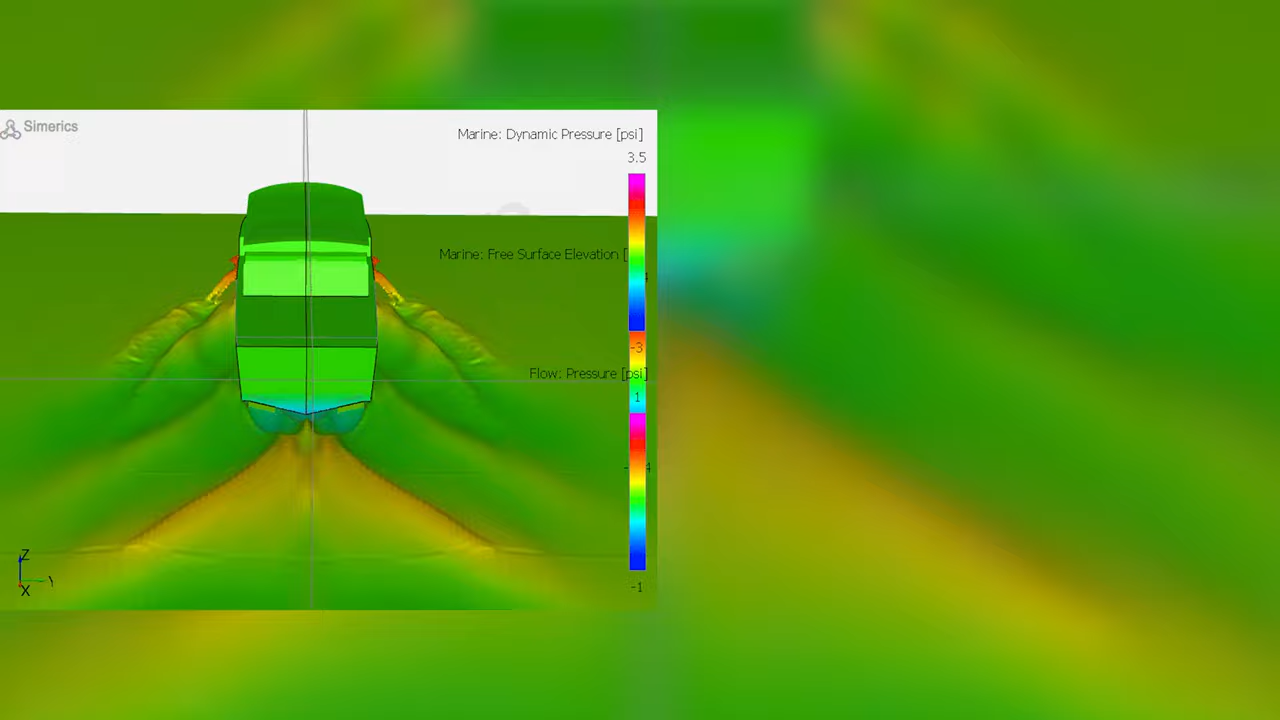 Simerics
Marine: Dynamic Pressure [psi]
3.5
Marine: Free Surface Elevation [
-3
Flow: Pressure [psi]
1
-1
Z
Y
X